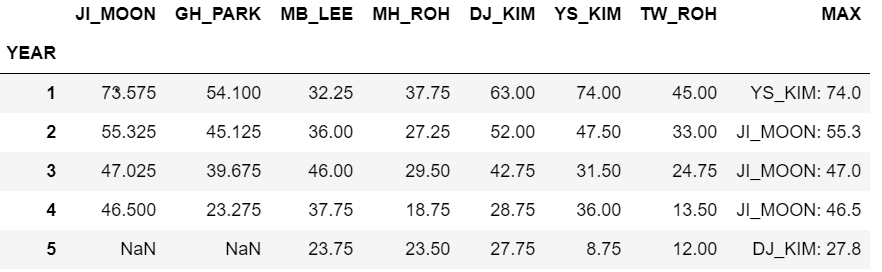 JI_MOON GH_PARK MB_LEE MH_ROH DJ_KIM YS_KIM TW_ROH MAX
YEAR
1 73.575 54.100 32.25 37.75 63.00 74.00 45.00 YS_KIM: 74.0
2 55.325 45.125 36.00 27.25 52.00 47.50 33.00 JI_MOON: 55.3
3 47.025 39.675 46.00 29.50 42.75 31.50 24.75 JI_MOON: 47.0
4 46.500 23.275 37.75 18.75 28.75 36.00 13.50 JI_MOON: 46.5
5 NaN NaN 23.75 23.50 27.75 8.75 12.00 DJ_KIM: 27.8